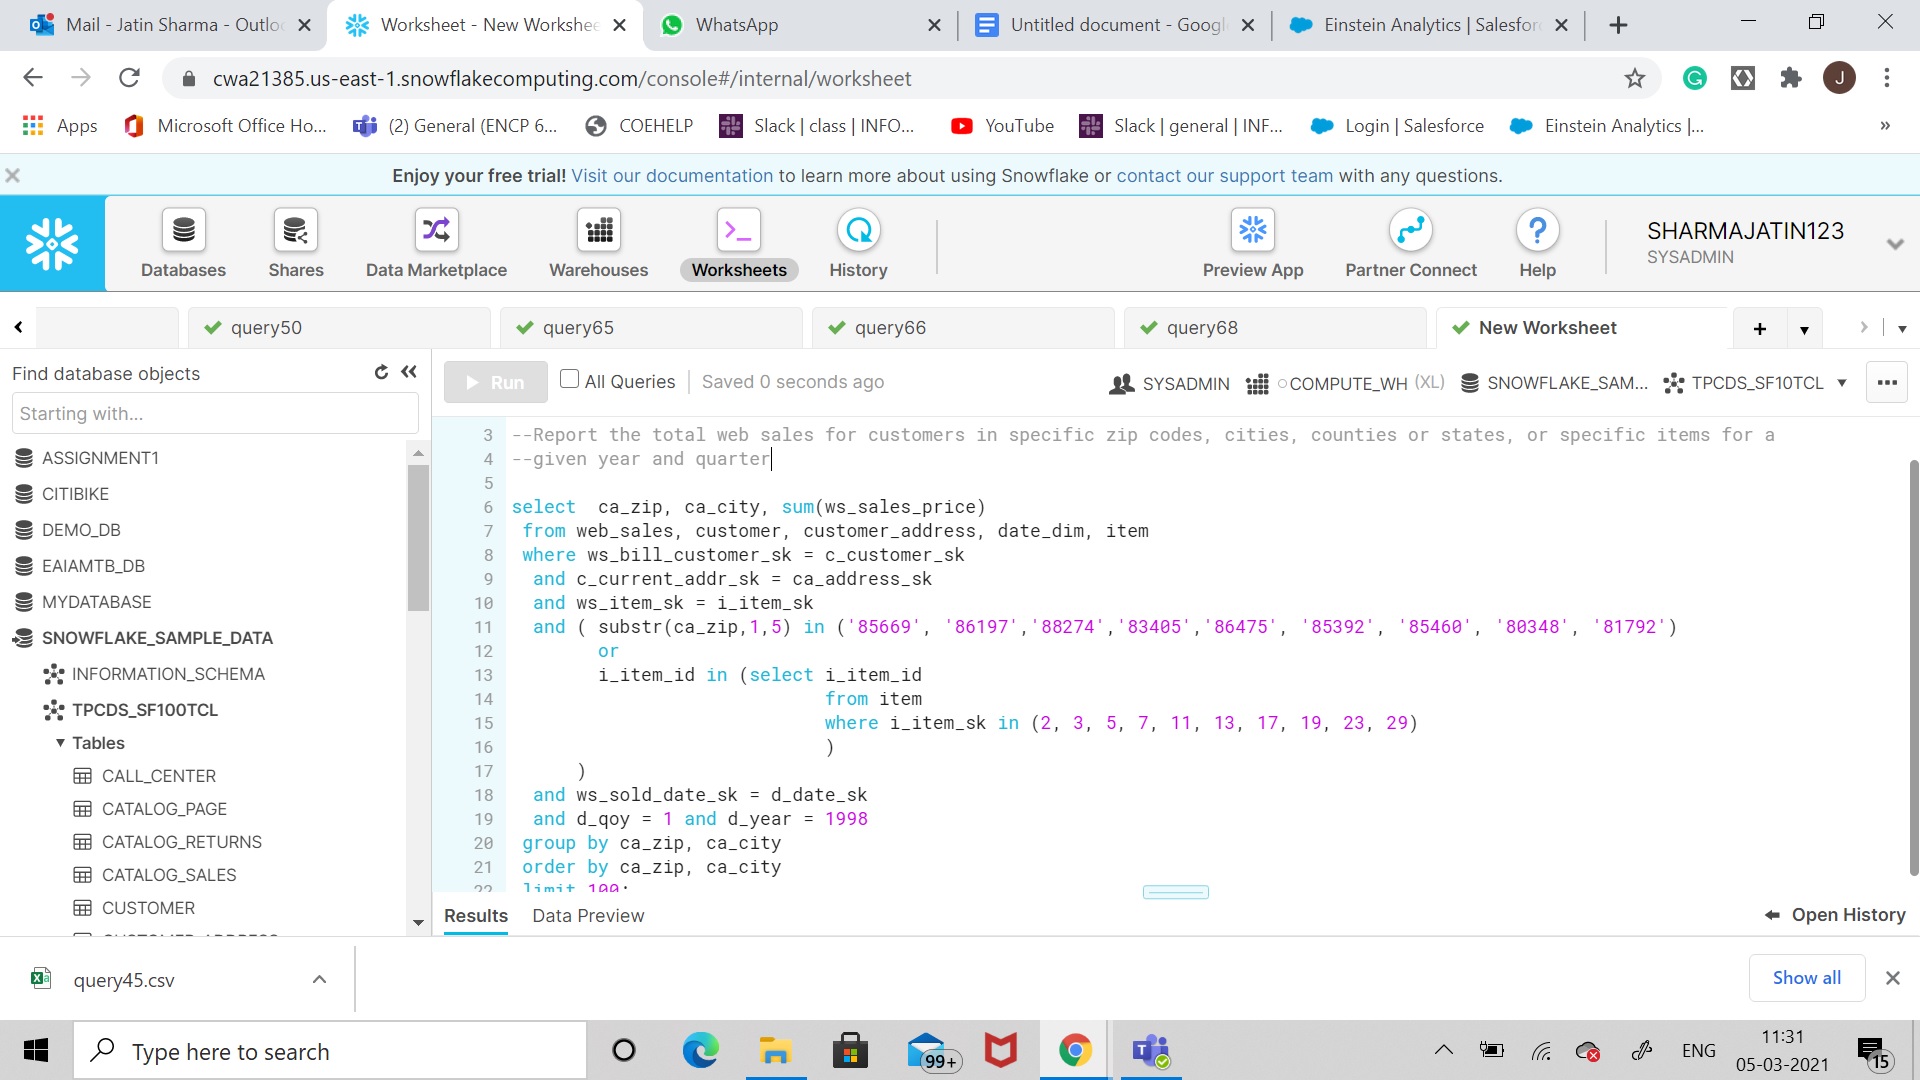 Mail - Jatin Sharma - Outlo
Worksheet - New Workshee
WhatsApp
Untitled document - Googl
Einstein Analytics | Salesfor
cwa21385.us-east-1.snowflakecomputing.com/console#/internal/worksheet
G
J
Apps
Microsoft Office Ho...
(2) General (ENCP 6...
COEHELP
Slack | class | INFO...
YouTube
Slack | general | INF...
Login | Salesforce
Einstein Analytics |...
»
Enjoy your free trial! Visit our documentation to learn more about using Snowflake or contact our support team with any questions.
Databases
Shares
Data Marketplace
Warehouses
Worksheets
History
Preview App
Partner Connect
Help
SHARMAJATIN123
SYSADMIN
query50
query65
query66
query68
New Worksheet
Find database objects
Starting with...
Run
All Queries
Saved 0 seconds ago
SYSADMIN
COMPUTE_WH (XL)
SNOWFLAKE_SAM...
TPCDS_SF10TCL
ASSIGNMENT1
CITIBIKE
DEMO_DB
EAIAMTB_DB
MYDATABASE
SNOWFLAKE_SAMPLE_DATA
INFORMATION_SCHEMA
TPCDS_SF100TCL
Tables
CALL_CENTER
CATALOG_PAGE
CATALOG_RETURNS
CATALOG_SALES
CUSTOMER
3 --Report the total web sales for customers in specific zip codes, cities, counties or states, or specific items for a
4 --given year and quarter
5
6 select  ca_zip, ca_city, sum(ws_sales_price)
7  from web_sales, customer, customer_address, date_dim, item
8  where ws_bill_customer_sk = c_customer_sk
9   and c_current_addr_sk = ca_address_sk
10   and ws_item_sk = i_item_sk
11   and ( substr(ca_zip,1,5) in ('85669', '86197','88274','83405','86475', '85392', '85460', '80348', '81792')
12         or
13         i_item_id in (select i_item_id
14                              from item
15                              where i_item_sk in (2, 3, 5, 7, 11, 13, 17, 19, 23, 29)
16                              )
17       )
18   and ws_sold_date_sk = d_date_sk
19   and d_qoy = 1 and d_year = 1998
20  group by ca_zip, ca_city
21  order by ca_zip, ca_city
22  limit 100;
Results
Data Preview
Open History
query45.csv
Show all
Type here to search
99+
ENG
11:31
05-03-2021
15